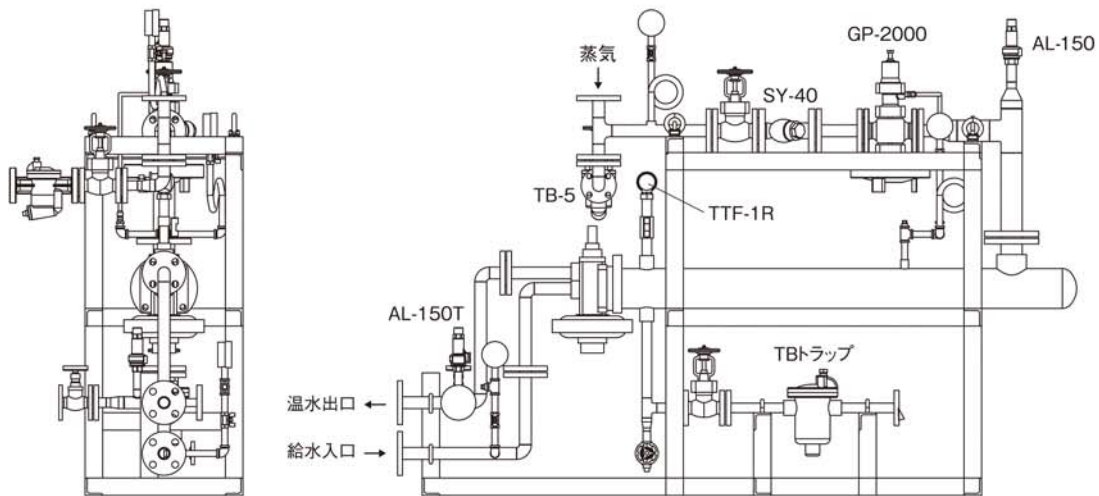 GP-2000
AL-150
蒸気
SY-40
TB-5
TTF-1R
AL-150T
TBトラップ
温水出口
給水入口